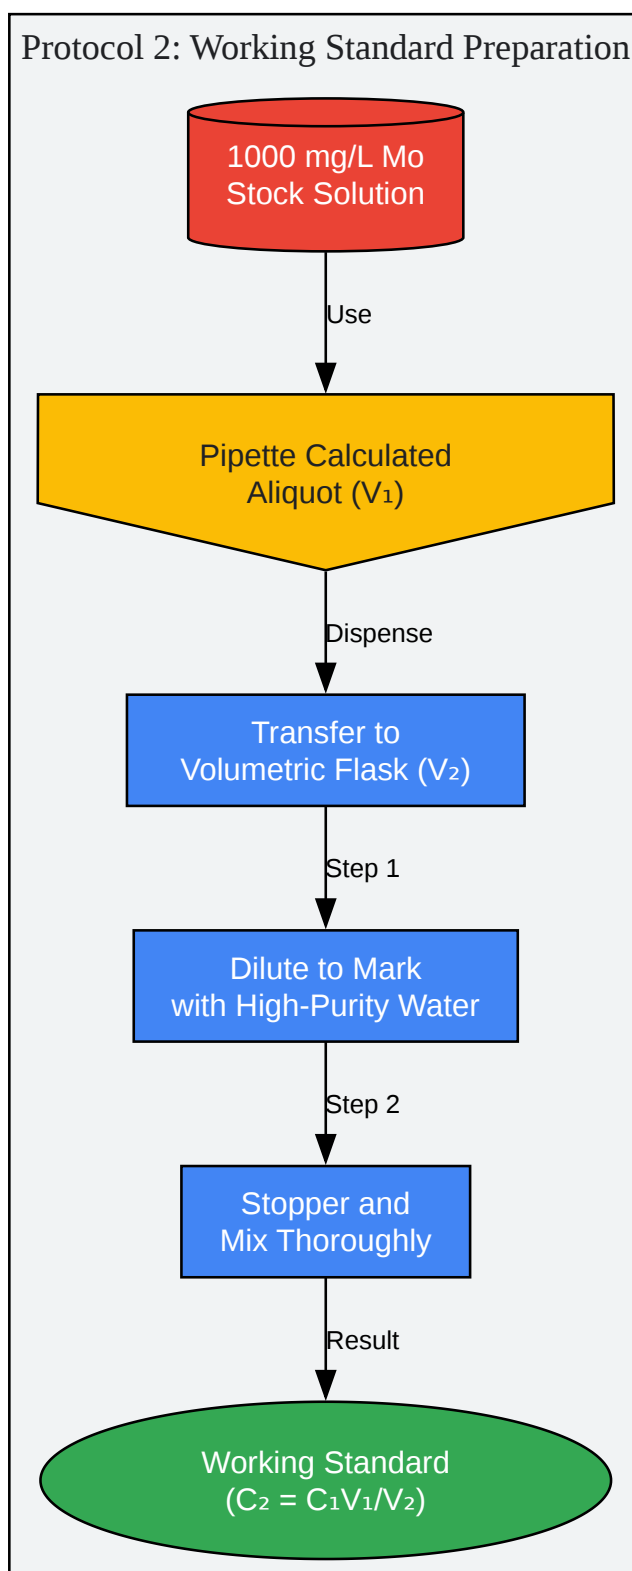 Protocol 2: Working Standard Preparation
1000 mg/L Mo
Stock Solution
Use
Pipette Calculated
Aliquot (V₁)
Dispense
Transfer to
Volumetric Flask (V₂)
Step 1
Dilute to Mark
with High-Purity Water
Step 2
Stopper and
Mix Thoroughly
Result
Working Standard
(C₂ = C₁V₁/V₂)